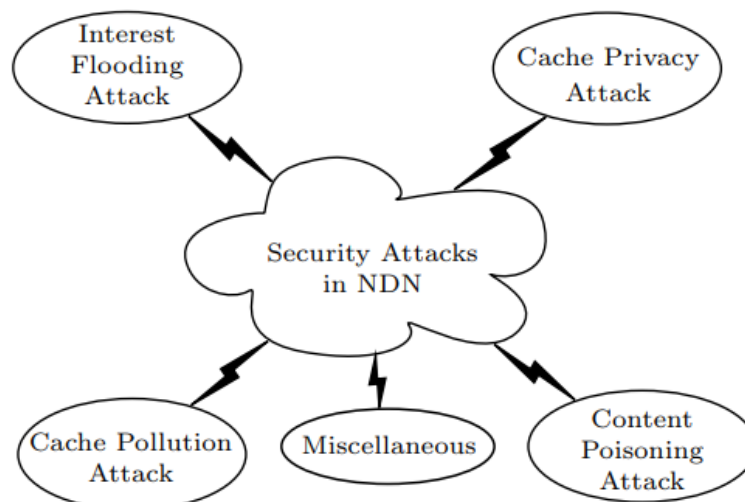 Interest
Flooding
Attack
Cache Privacy
Attack
Security Attacks
in NDN
Cache Pollution
Attack
Miscellaneous
Content
Poisoning
Attack